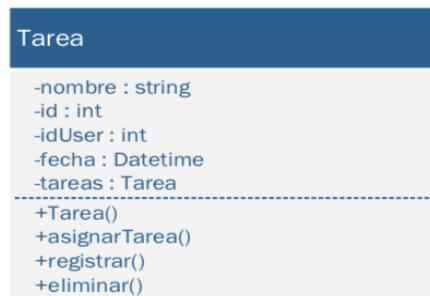 Tarea
-nombre : string
-id : int
-idUser : int
-fecha : Datetime
-tareas : Tarea
+Tarea()
+asignarTarea()
+registrar()
+eliminar()